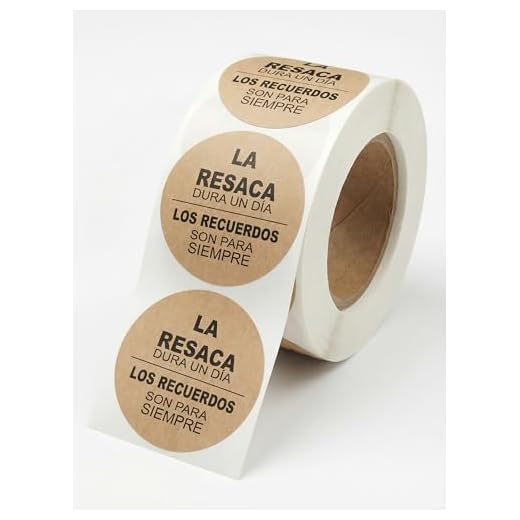 LA
RESACA
DURA UN DÍA
LOS RECUERDOS
SON PARA
SIEMPRE
LA
RESACA
DURA UN DÍA
LOS RECUERDOS
SON PARA
SIEMPRE
LA
RESACA
DURA UN DÍA
LOS RECUERDOS
SON PARA
SIEMPRE